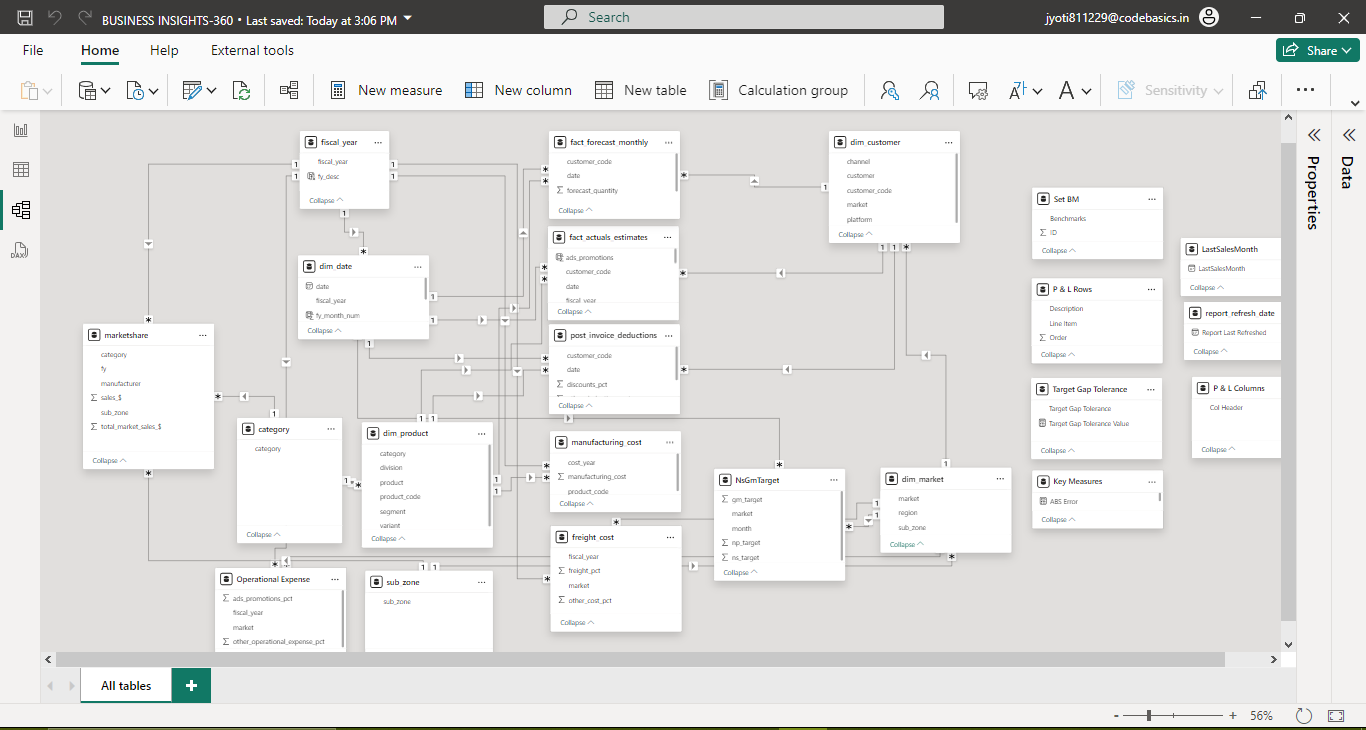 BUSINESS INSIGHTS-360 • Last saved: Today at 3:06 PM
Search
jyoti811229@codebasics.in
File
Home
Help
External tools
Share
New measure
New column
New table
Calculation group
Sensitivity
fiscal_year
fiscal_year
fy_desc
Collapse
dim_date
date
fiscal_year
fy_month_num
Collapse
marketshare
category
fy
manufacturer
sales_$
sub_zone
total_market_sales_$
Collapse
category
category
Collapse
dim_product
category
division
product
product_code
segment
variant
Collapse
Operational Expense
ads_promotions_pct
fiscal_year
market
other_operational_expense_pct
sub_zone
sub_zone
fact_forecast_monthly
customer_code
date
forecast_quantity
Collapse
fact_actuals_estimates
ads_promotions
customer_code
date
fiscal_year
Collapse
post_invoice_deductions
customer_code
date
discounts_pct
Collapse
manufacturing_cost
cost_year
manufacturing_cost
product_code
Collapse
freight_cost
fiscal_year
freight_pct
market
other_cost_pct
Collapse
dim_customer
channel
customer
customer_code
market
platform
Collapse
NsGmTarget
gm_target
market
month
np_target
ns_target
Collapse
dim_market
market
region
sub_zone
Collapse
Set BM
Benchmarks
ID
Collapse
P & L Rows
Description
Line Item
Order
Collapse
Target Gap Tolerance
Target Gap Tolerance
Target Gap Tolerance Value
Collapse
Key Measures
ABS Error
Collapse
LastSalesMonth
LastSalesMonth
Collapse
report_refresh_date
Report Last Refreshed
Collapse
P & L Columns
Col Header
Collapse
Properties
Data
All tables
56%